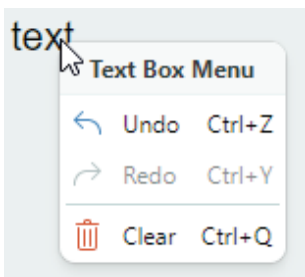 text
Text Box Menu
Undo Ctrl+Z
Redo Ctrl+Y
Clear Ctrl+Q